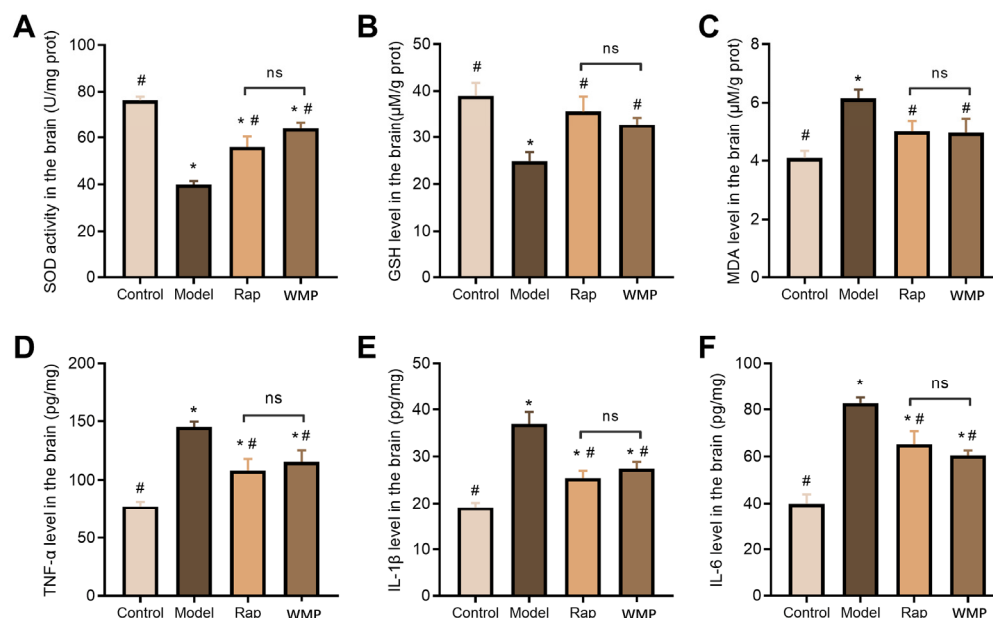 A
SOD activity in the brain (U/mg prot)
100
80
60
40
20
0
#
*
* #
* #
ns
Control Model Rap WMP
B
GSH level in the brain(μM/g prot)
50
40
30
20
10
0
#
*
#
#
ns
Control Model Rap WMP
C
MDA level in the brain (μM/g prot)
8
6
4
2
0
#
*
#
#
ns
Control Model Rap WMP
D
TNF-α level in the brain (pg/mg)
200
150
100
50
0
#
*
* #
* #
ns
Control Model Rap WMP
E
IL-1β level in the brain (pg/mg)
50
40
30
20
10
0
#
*
* #
* #
ns
Control Model Rap WMP
F
IL-6 level in the brain (pg/mg)
100
80
60
40
20
0
#
*
* #
* #
ns
Control Model Rap WMP